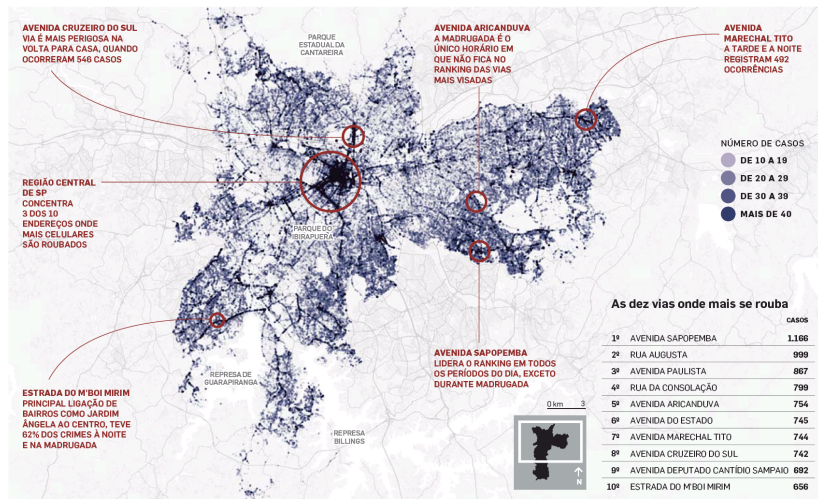 AVENIDA CRUZEIRO DO SUL
VIA É MAIS PERIGOSA NA
VOLTA PARA CASA, QUANDO
OCORRERAM 546 CASOS
PARQUE
ESTADUAL DA
CANTAREIRA
AVENIDA ARICANDUVA
A MADRUGADA É O
ÚNICO HORÁRIO EM
QUE NÃO FICA NO
RANKING DAS VIAS
MAIS VISADAS
AVENIDA
MARECHAL TITO
A TARDE E A NOITE
REGISTRAM 492
OCORRÊNCIAS
NÚMERO DE CASOS
DE 10 A 19
DE 20 A 29
DE 30 A 39
MAIS DE 40
REGIÃO CENTRAL
DE SP
CONCENTRA
3 DOS 10
ENDEREÇOS ONDE
MAIS CELULARES
SÃO ROUBADOS
PARQUE DO
IBIRAPUERA
AVENIDA SAPOPEMBA
LIDERA O RANKING EM TODOS
OS PERÍODOS DO DIA, EXCETO
DURANTE MADRUGADA
REPRESA DE
GUARAPIRANGA
ESTRADA DO M'BOI MIRIM
PRINCIPAL LIGAÇÃO DE
BAIRROS COMO JARDIM
ÂNGELA AO CENTRO, TEVE
62% DOS CRIMES À NOITE
E NA MADRUGADA
REPRESA
BILLINGS
0 km 3
N
As dez vias onde mais se rouba
CASOS
1º AVENIDA SAPOPEMBA 1.166
2º RUA AUGUSTA 999
3º AVENIDA PAULISTA 867
4º RUA DA CONSOLAÇÃO 799
5º AVENIDA ARICANDUVA 754
6º AVENIDA DO ESTADO 745
7º AVENIDA MARECHAL TITO 744
8º AVENIDA CRUZEIRO DO SUL 742
9º AVENIDA DEPUTADO CANTÍDIO SAMPAIO 692
10º ESTRADA DO M'BOI MIRIM 656